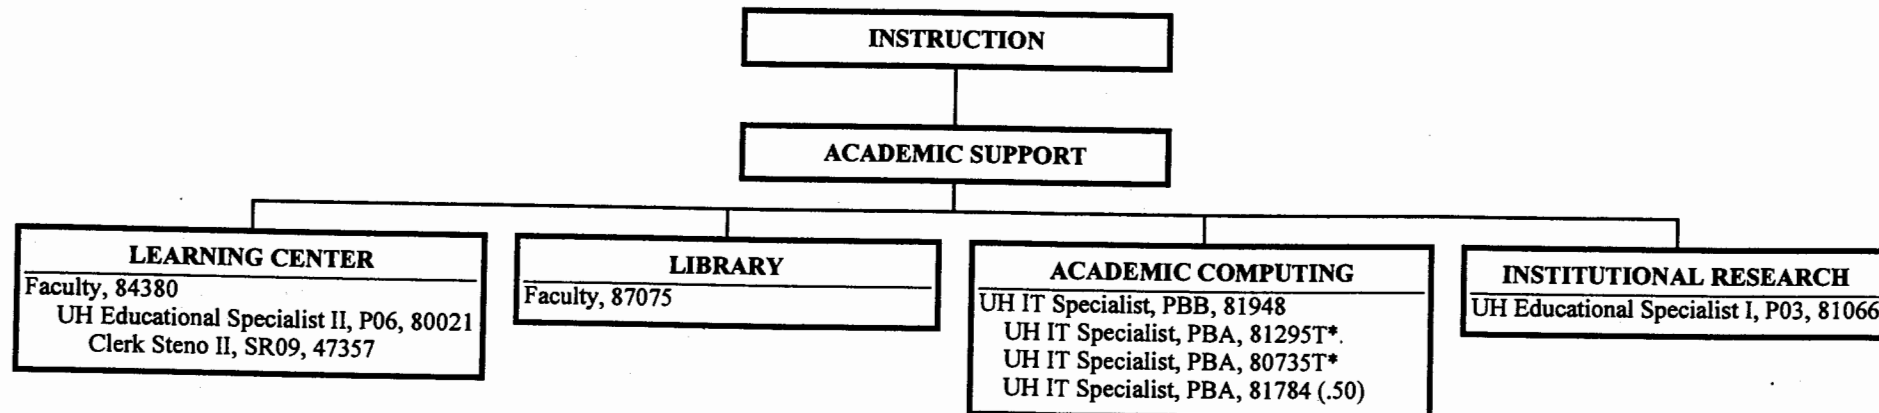 INSTRUCTION
ACADEMIC SUPPORT
LEARNING CENTER
Faculty, 84380
UH Educational Specialist II, P06, 80021
Clerk Steno II, SR09, 47357
LIBRARY
Faculty, 87075
ACADEMIC COMPUTING
UH IT Specialist, PBB, 81948
UH IT Specialist, PBA, 81295T*
UH IT Specialist, PBA, 80735T*
UH IT Specialist, PBA, 81784 (.50)
INSTITUTIONAL RESEARCH
UH Educational Specialist I, P03, 81066